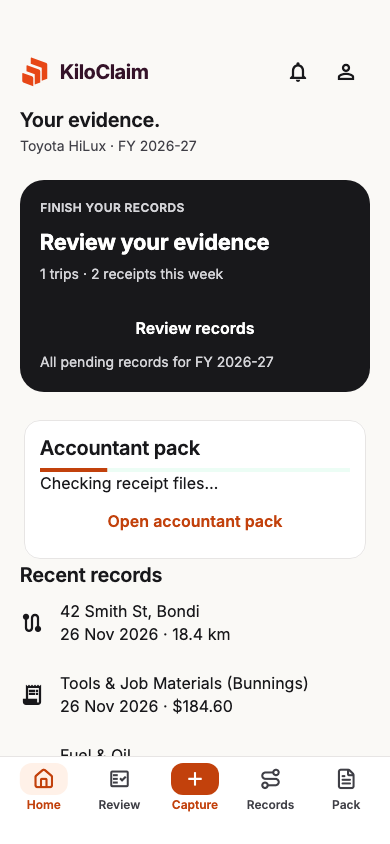 KiloClaim
Your evidence.
Toyota HiLux · FY 2026-27
FINISH YOUR RECORDS
Review your evidence
1 trips · 2 receipts this week
Review records
All pending records for FY 2026-27
Accountant pack
Checking receipt files...
Open accountant pack
Recent records
42 Smith St, Bondi
26 Nov 2026 · 18.4 km
Tools & Job Materials (Bunnings)
26 Nov 2026 · $184.60
Fuel & Oil
Home
Review
Capture
Records
Pack